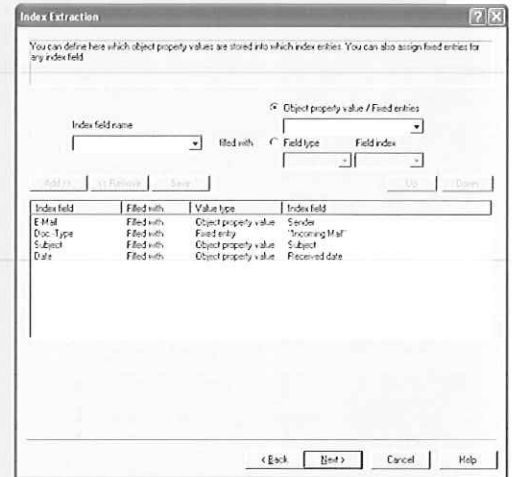 Index Extraction
You can define here which object property values are stored into which index entries. You can also assign fixed entries for
any index field.
Object property value / Fixed entries
Index field name
filled with
Field type
Field index
Add >>
<< Remove
Save
Up
Down
Index field
Filled with
Value type
Index field
E-Mail Filled with Object property value Sender
Doc.-Type Filled with Fixed entry "Incoming Mail"
Subject Filled with Object property value Subject
Date Filled with Object property value Received date
< Back
Next >
Cancel
Help